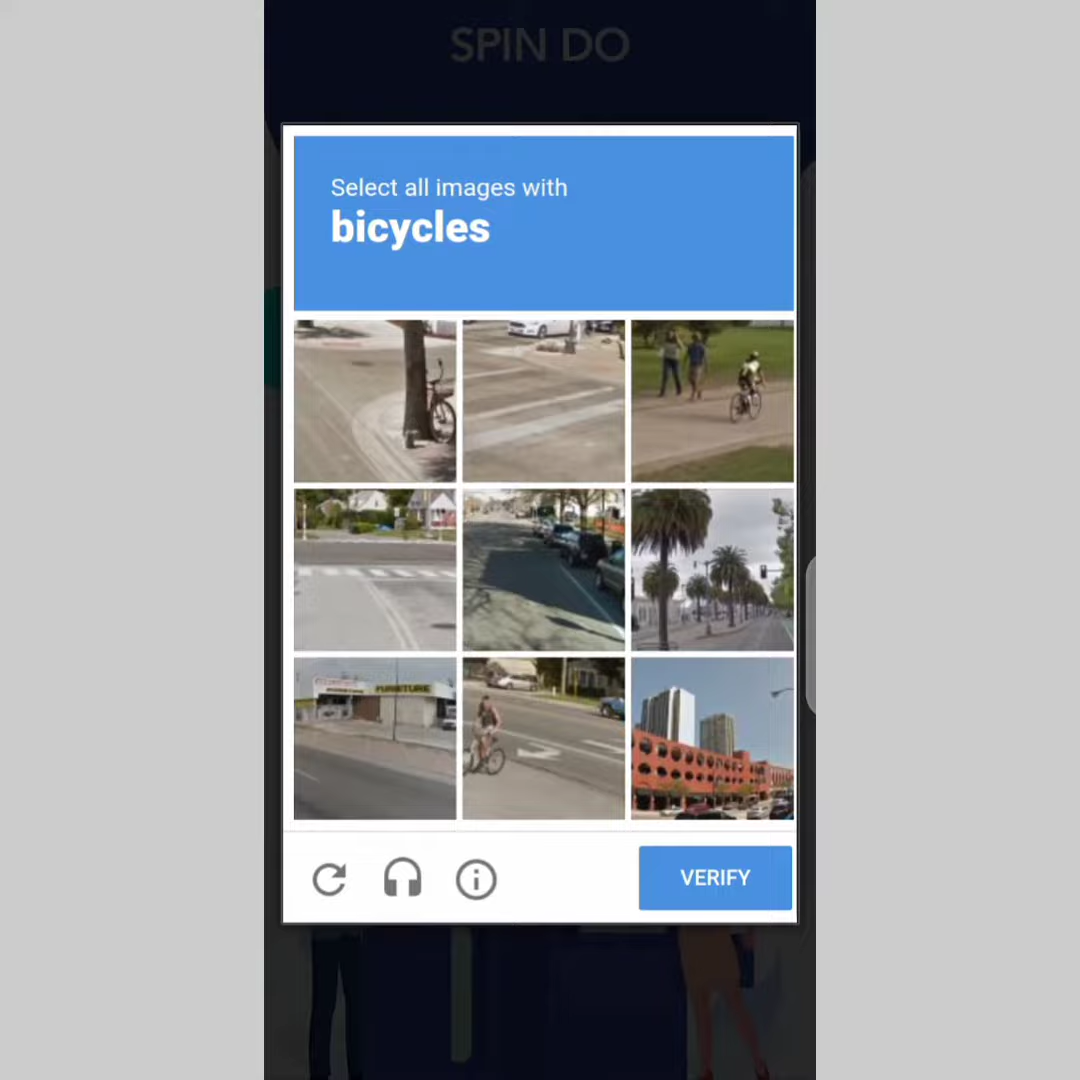 SPIN DO
Select all images with
bicycles
FURNITURE
VERIFY